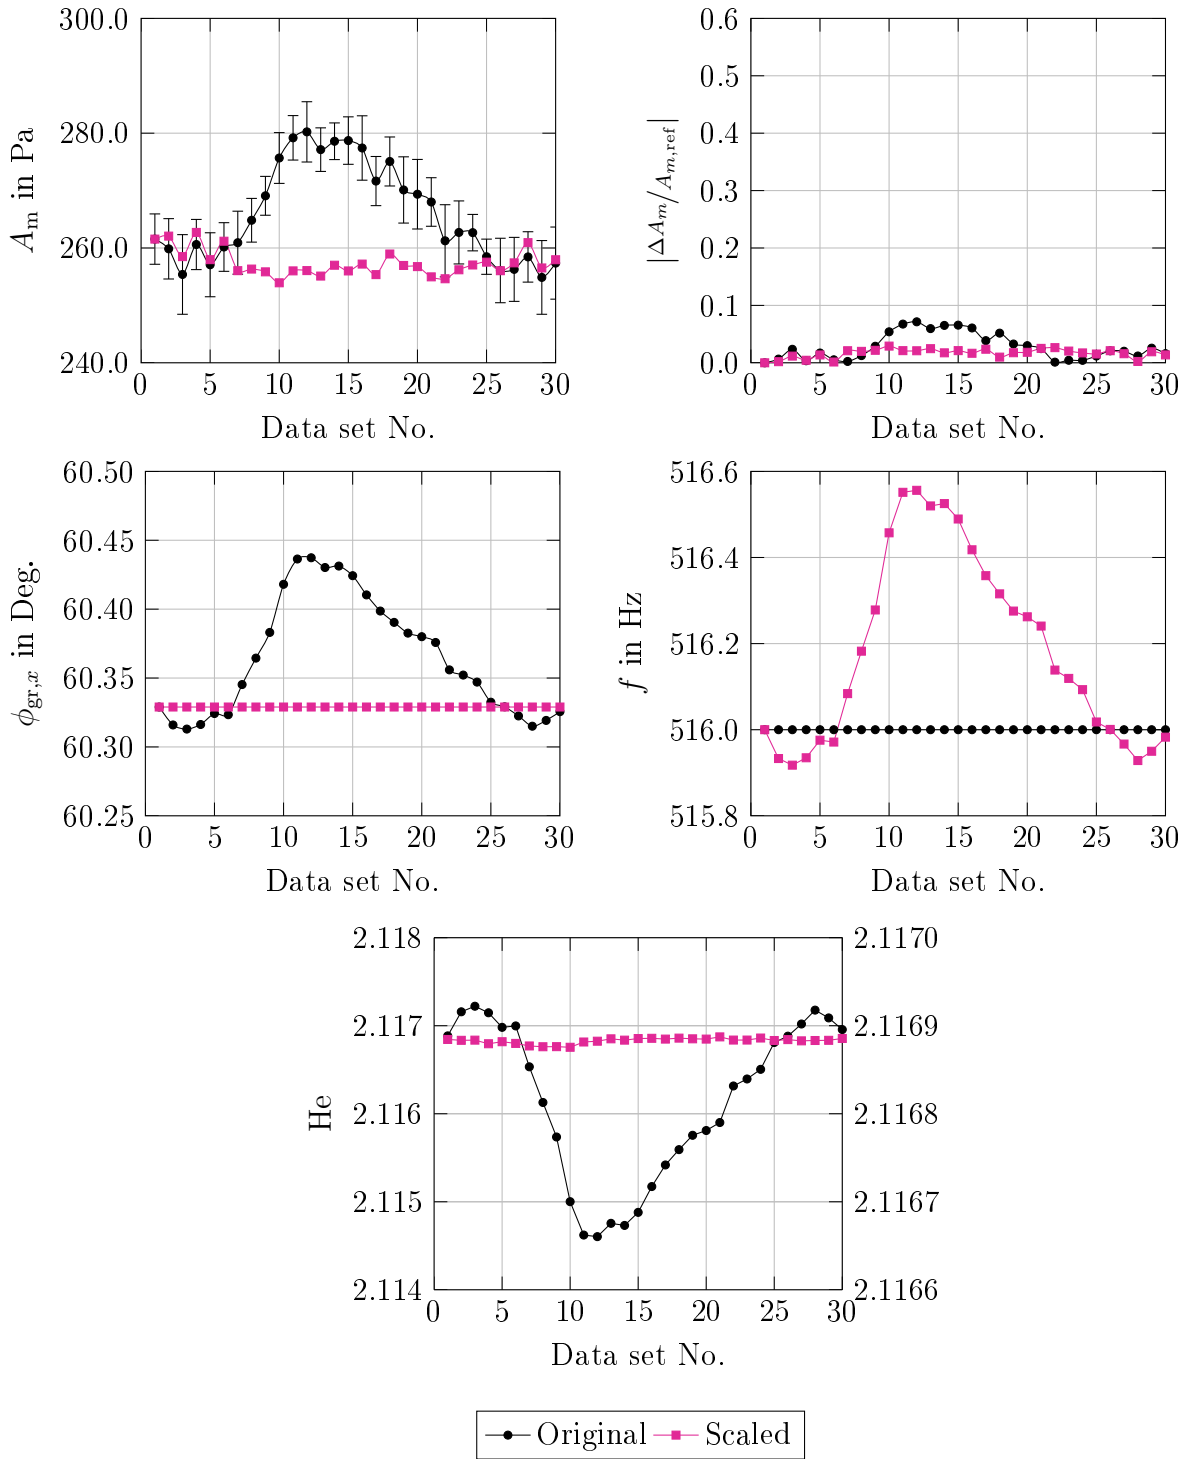 300.0
280.0
260.0
240.0
A_m in Pa
0 5 10 15 20 25 30
Data set No.
0.6
0.5
0.4
0.3
0.2
0.1
0.0
|ΔA_m/A_{m,ref}|
0 5 10 15 20 25 30
Data set No.
60.50
60.45
60.40
60.35
60.30
60.25
ϕ_{gr,x} in Deg.
0 5 10 15 20 25 30
Data set No.
516.6
516.4
516.2
516.0
515.8
f in Hz
0 5 10 15 20 25 30
Data set No.
2.118
2.117
2.116
2.115
2.114
He
2.1170
2.1169
2.1168
2.1167
2.1166
0 5 10 15 20 25 30
Data set No.
Original Scaled